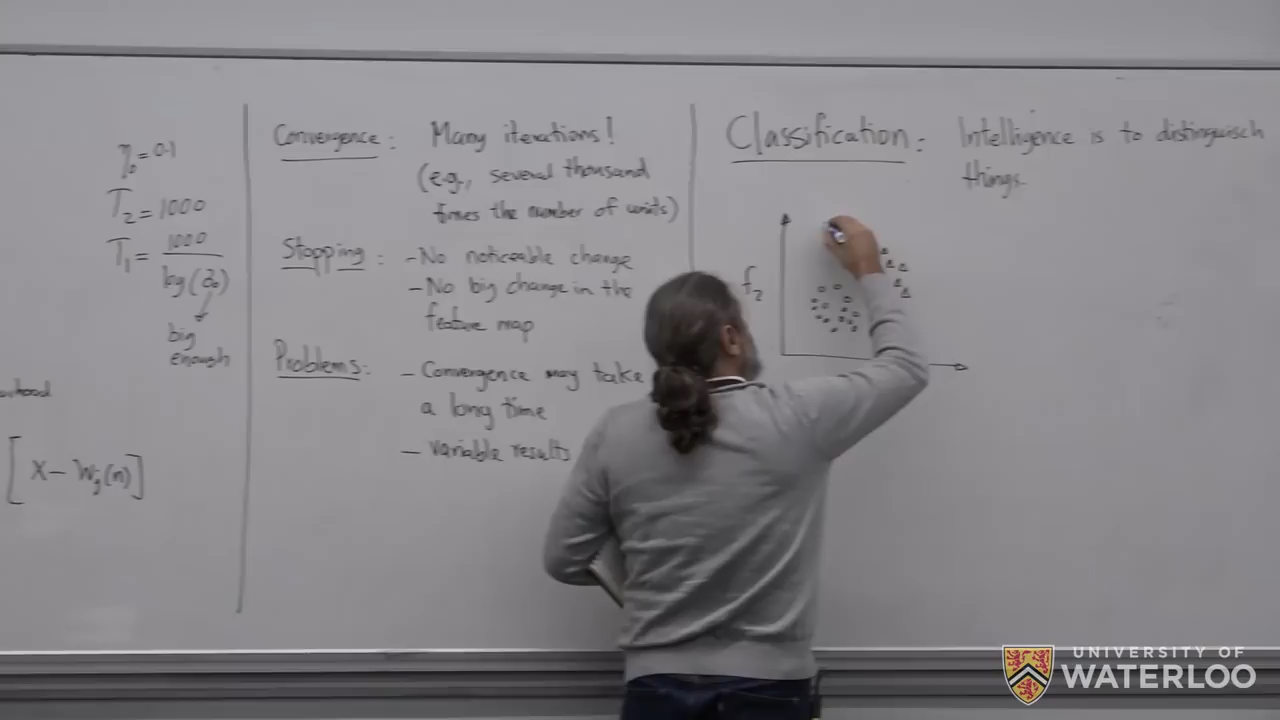 η₀ = 0.1
T₂ = 1000
T₁ = 1000 / log(∂₀)
big
enough
[X – Wⱼ(n)]
Convergence: Many iterations!
(e.g., several thousand
times the number of units)
Stopping: - No noticeable change
- No big change in the
feature map
Problems: - Convergence may take
a long time
- variable results
Classification: Intelligence is to distinguisch
things.
f₂
UNIVERSITY OF
WATERLOO